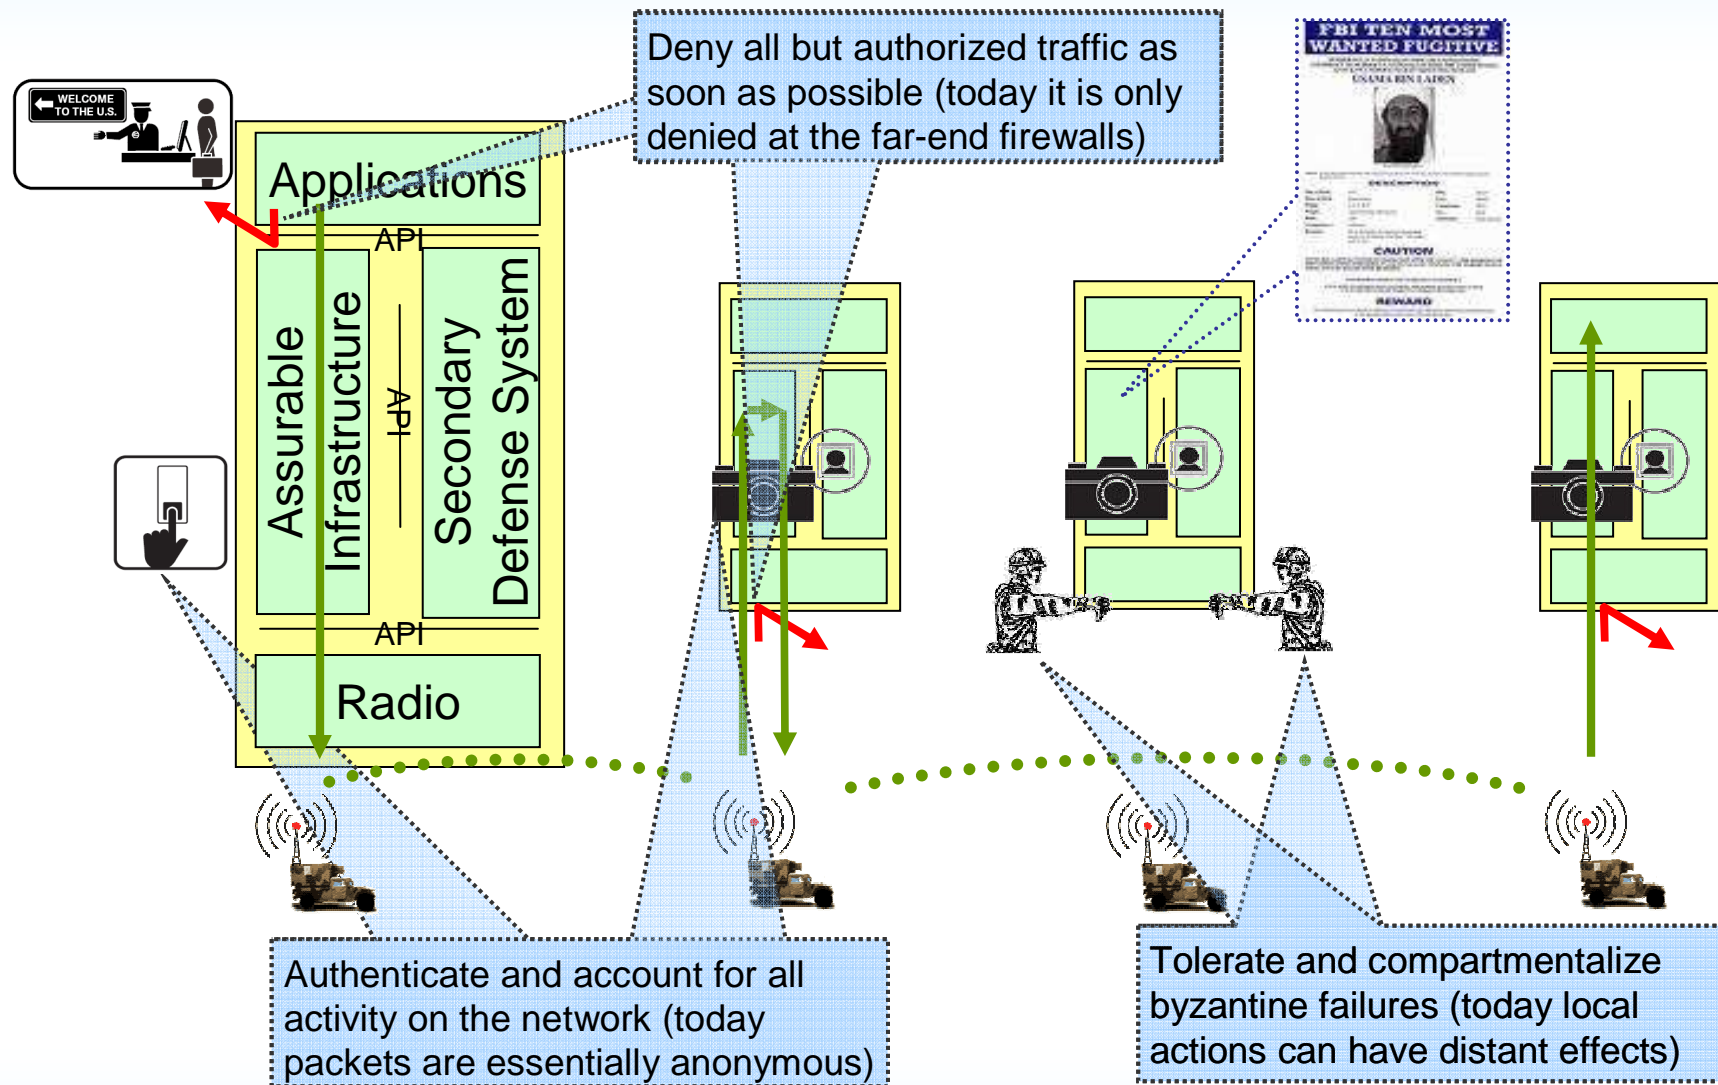 Deny all but authorized traffic as
soon as possible (today it is only
denied at the far-end firewalls)
FBI TEN MOST
WANTED FUGITIVE
USAMA BIN LADEN
DESCRIPTION
CAUTION
REWARD
WELCOME
TO THE U.S.
Applications
API
Assurable
Infrastructure
API
Secondary
Defense System
API
Radio
Authenticate and account for all
activity on the network (today
packets are essentially anonymous)
Tolerate and compartmentalize
byzantine failures (today local
actions can have distant effects)